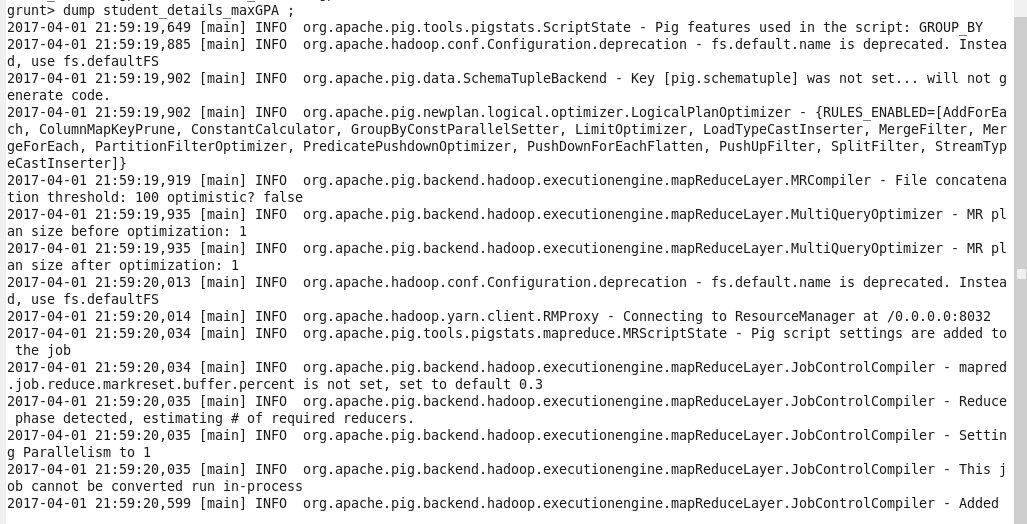 grunt> dump student_details_maxGPA ;
2017-04-01 21:59:19,649 [main] INFO  org.apache.pig.tools.pigstats.ScriptState - Pig features used in the script: GROUP_BY
2017-04-01 21:59:19,885 [main] INFO  org.apache.hadoop.conf.Configuration.deprecation - fs.default.name is deprecated. Instea
d, use fs.defaultFS
2017-04-01 21:59:19,902 [main] INFO  org.apache.pig.data.SchemaTupleBackend - Key [pig.schematuple] was not set... will not g
enerate code.
2017-04-01 21:59:19,902 [main] INFO  org.apache.pig.newplan.logical.optimizer.LogicalPlanOptimizer - {RULES_ENABLED=[AddForEa
ch, ColumnMapKeyPrune, ConstantCalculator, GroupByConstParallelSetter, LimitOptimizer, LoadTypeCastInserter, MergeFilter, Mer
geForEach, PartitionFilterOptimizer, PredicatePushdownOptimizer, PushDownForEachFlatten, PushUpFilter, SplitFilter, StreamTyp
eCastInserter]}
2017-04-01 21:59:19,919 [main] INFO  org.apache.pig.backend.hadoop.executionengine.mapReduceLayer.MRCompiler - File concatena
tion threshold: 100 optimistic? false
2017-04-01 21:59:19,935 [main] INFO  org.apache.pig.backend.hadoop.executionengine.mapReduceLayer.MultiQueryOptimizer - MR pl
an size before optimization: 1
2017-04-01 21:59:19,935 [main] INFO  org.apache.pig.backend.hadoop.executionengine.mapReduceLayer.MultiQueryOptimizer - MR pl
an size after optimization: 1
2017-04-01 21:59:20,013 [main] INFO  org.apache.hadoop.conf.Configuration.deprecation - fs.default.name is deprecated. Instea
d, use fs.defaultFS
2017-04-01 21:59:20,014 [main] INFO  org.apache.hadoop.yarn.client.RMProxy - Connecting to ResourceManager at /0.0.0.0:8032
2017-04-01 21:59:20,034 [main] INFO  org.apache.pig.tools.pigstats.mapreduce.MRScriptState - Pig script settings are added to
 the job
2017-04-01 21:59:20,034 [main] INFO  org.apache.pig.backend.hadoop.executionengine.mapReduceLayer.JobControlCompiler - mapred
.job.reduce.markreset.buffer.percent is not set, set to default 0.3
2017-04-01 21:59:20,035 [main] INFO  org.apache.pig.backend.hadoop.executionengine.mapReduceLayer.JobControlCompiler - Reduce
 phase detected, estimating # of required reducers.
2017-04-01 21:59:20,035 [main] INFO  org.apache.pig.backend.hadoop.executionengine.mapReduceLayer.JobControlCompiler - Settin
g Parallelism to 1
2017-04-01 21:59:20,035 [main] INFO  org.apache.pig.backend.hadoop.executionengine.mapReduceLayer.JobControlCompiler - This j
ob cannot be converted run in-process
2017-04-01 21:59:20,599 [main] INFO  org.apache.pig.backend.hadoop.executionengine.mapReduceLayer.JobControlCompiler - Added